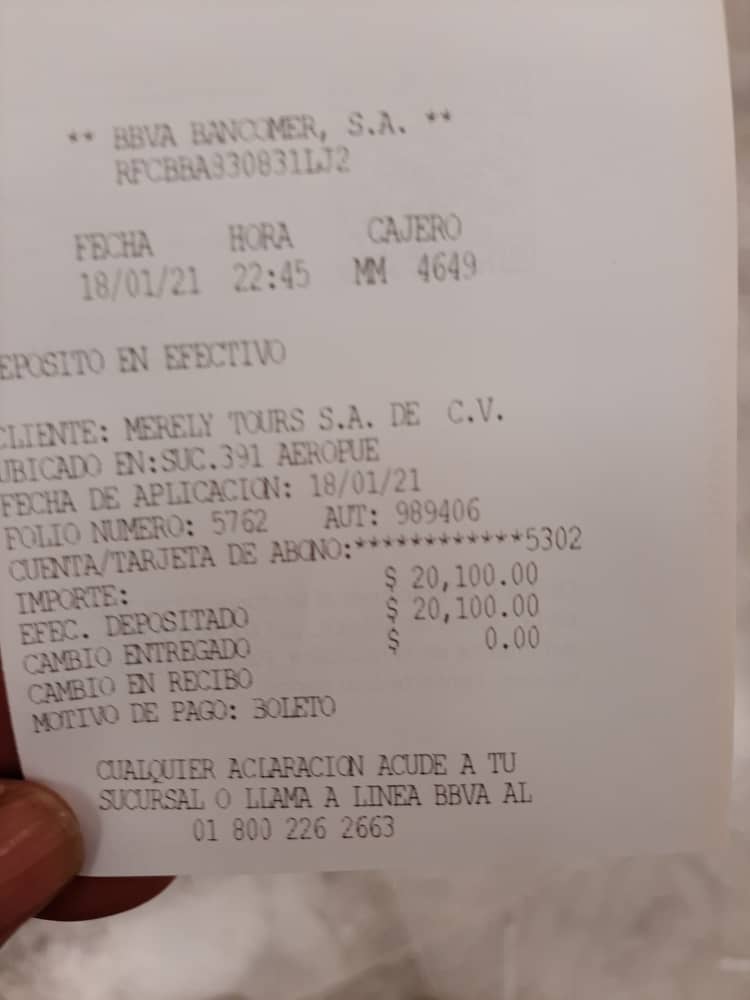 ** BBVA BANCOMER, S.A. **
RFCBBA830831LJ2
FECHA HORA CAJERO
18/01/21 22:45 MM 4649
EPOSITO EN EFECTIVO
CLIENTE: MERELY TOURS S.A. DE C.V.
UBICADO EN:SUC.391 AEROPUE
FECHA DE APLICACION: 18/01/21
FOLIO NUMERO: 5762 AUT: 989406
CUENTA/TARJETA DE ABONO:************5302
IMPORTE: $ 20,100.00
EFEC. DEPOSITADO $ 20,100.00
CAMBIO ENTREGADO $ 0.00
CAMBIO EN RECIBO
MOTIVO DE PAGO: BOLETO
CUALQUIER ACLARACION ACUDE A TU
SUCURSAL O LLAMA A LINEA BBVA AL
01 800 226 2663